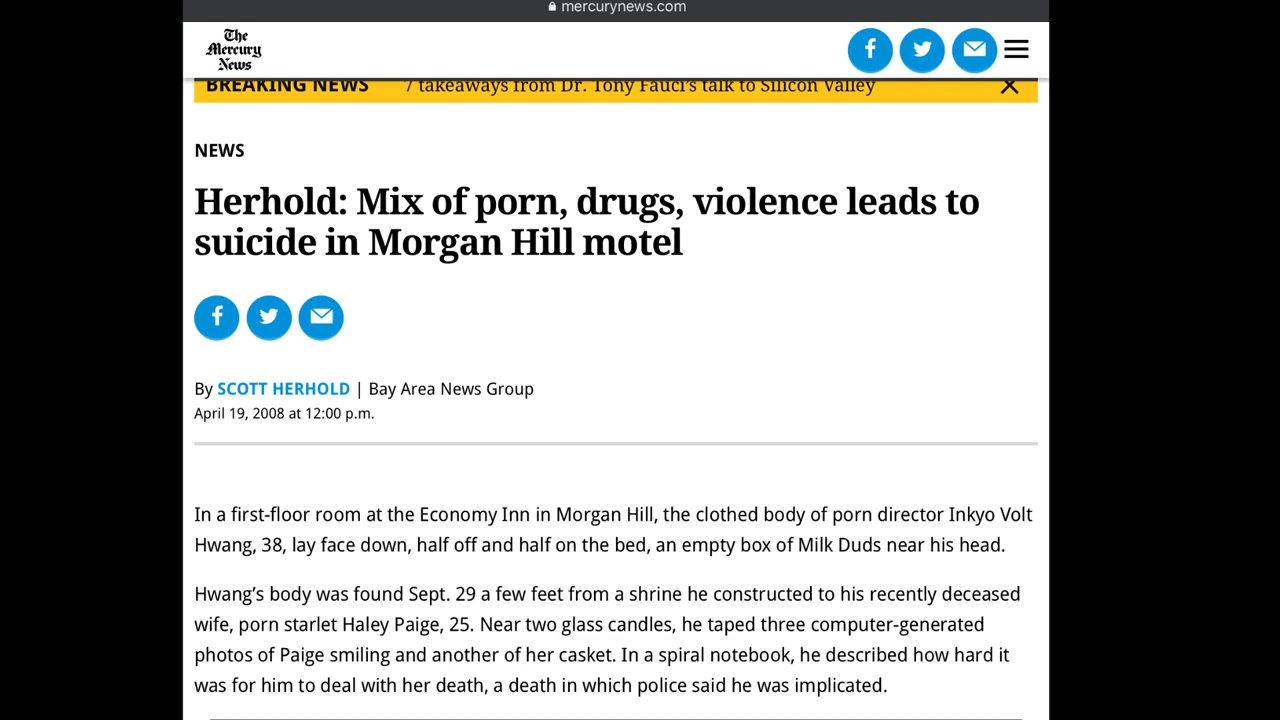 mercurynews.com
The
Mercury
News
BREAKING NEWS 7 takeaways from Dr. Tony Fauci's talk to Silicon Valley
NEWS
Herhold: Mix of porn, drugs, violence leads to
suicide in Morgan Hill motel
By SCOTT HERHOLD | Bay Area News Group
April 19, 2008 at 12:00 p.m.
In a first-floor room at the Economy Inn in Morgan Hill, the clothed body of porn director Inkyo Volt
Hwang, 38, lay face down, half off and half on the bed, an empty box of Milk Duds near his head.
Hwang’s body was found Sept. 29 a few feet from a shrine he constructed to his recently deceased
wife, porn starlet Haley Paige, 25. Near two glass candles, he taped three computer-generated
photos of Paige smiling and another of her casket. In a spiral notebook, he described how hard it
was for him to deal with her death, a death in which police said he was implicated.